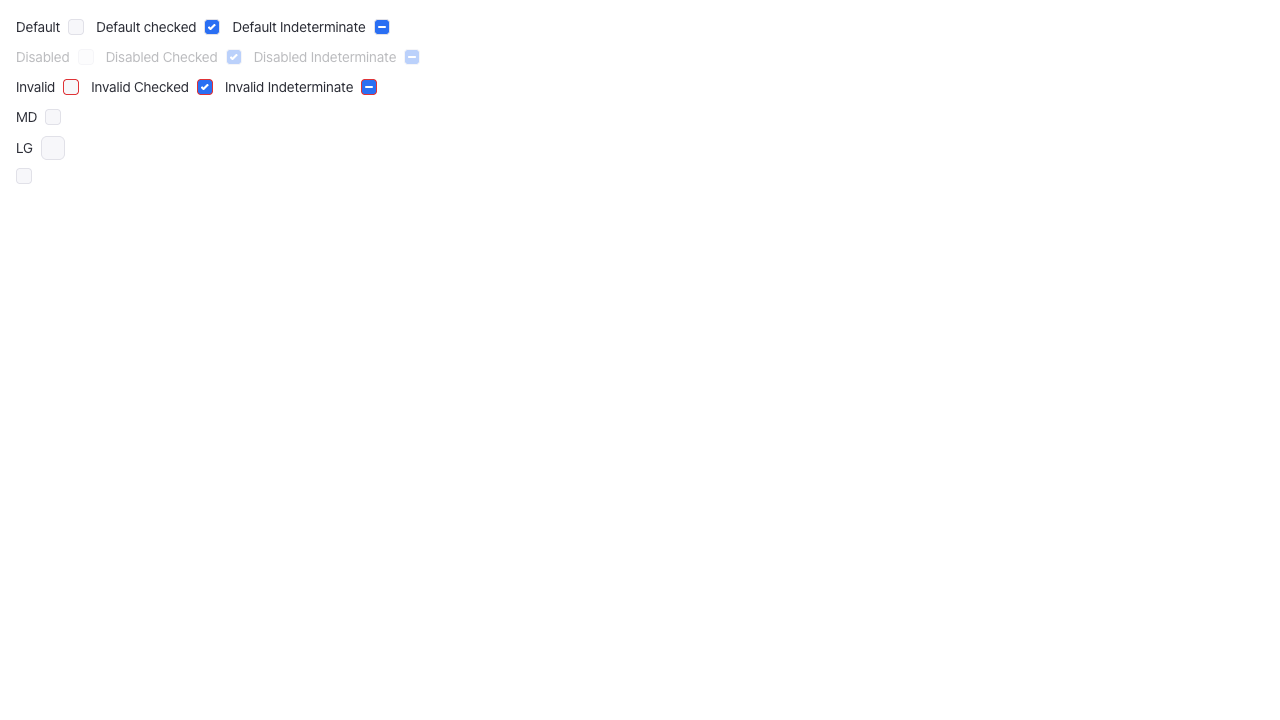 Default Default checked Default Indeterminate
Disabled Disabled Checked Disabled Indeterminate
Invalid Invalid Checked Invalid Indeterminate
MD
LG